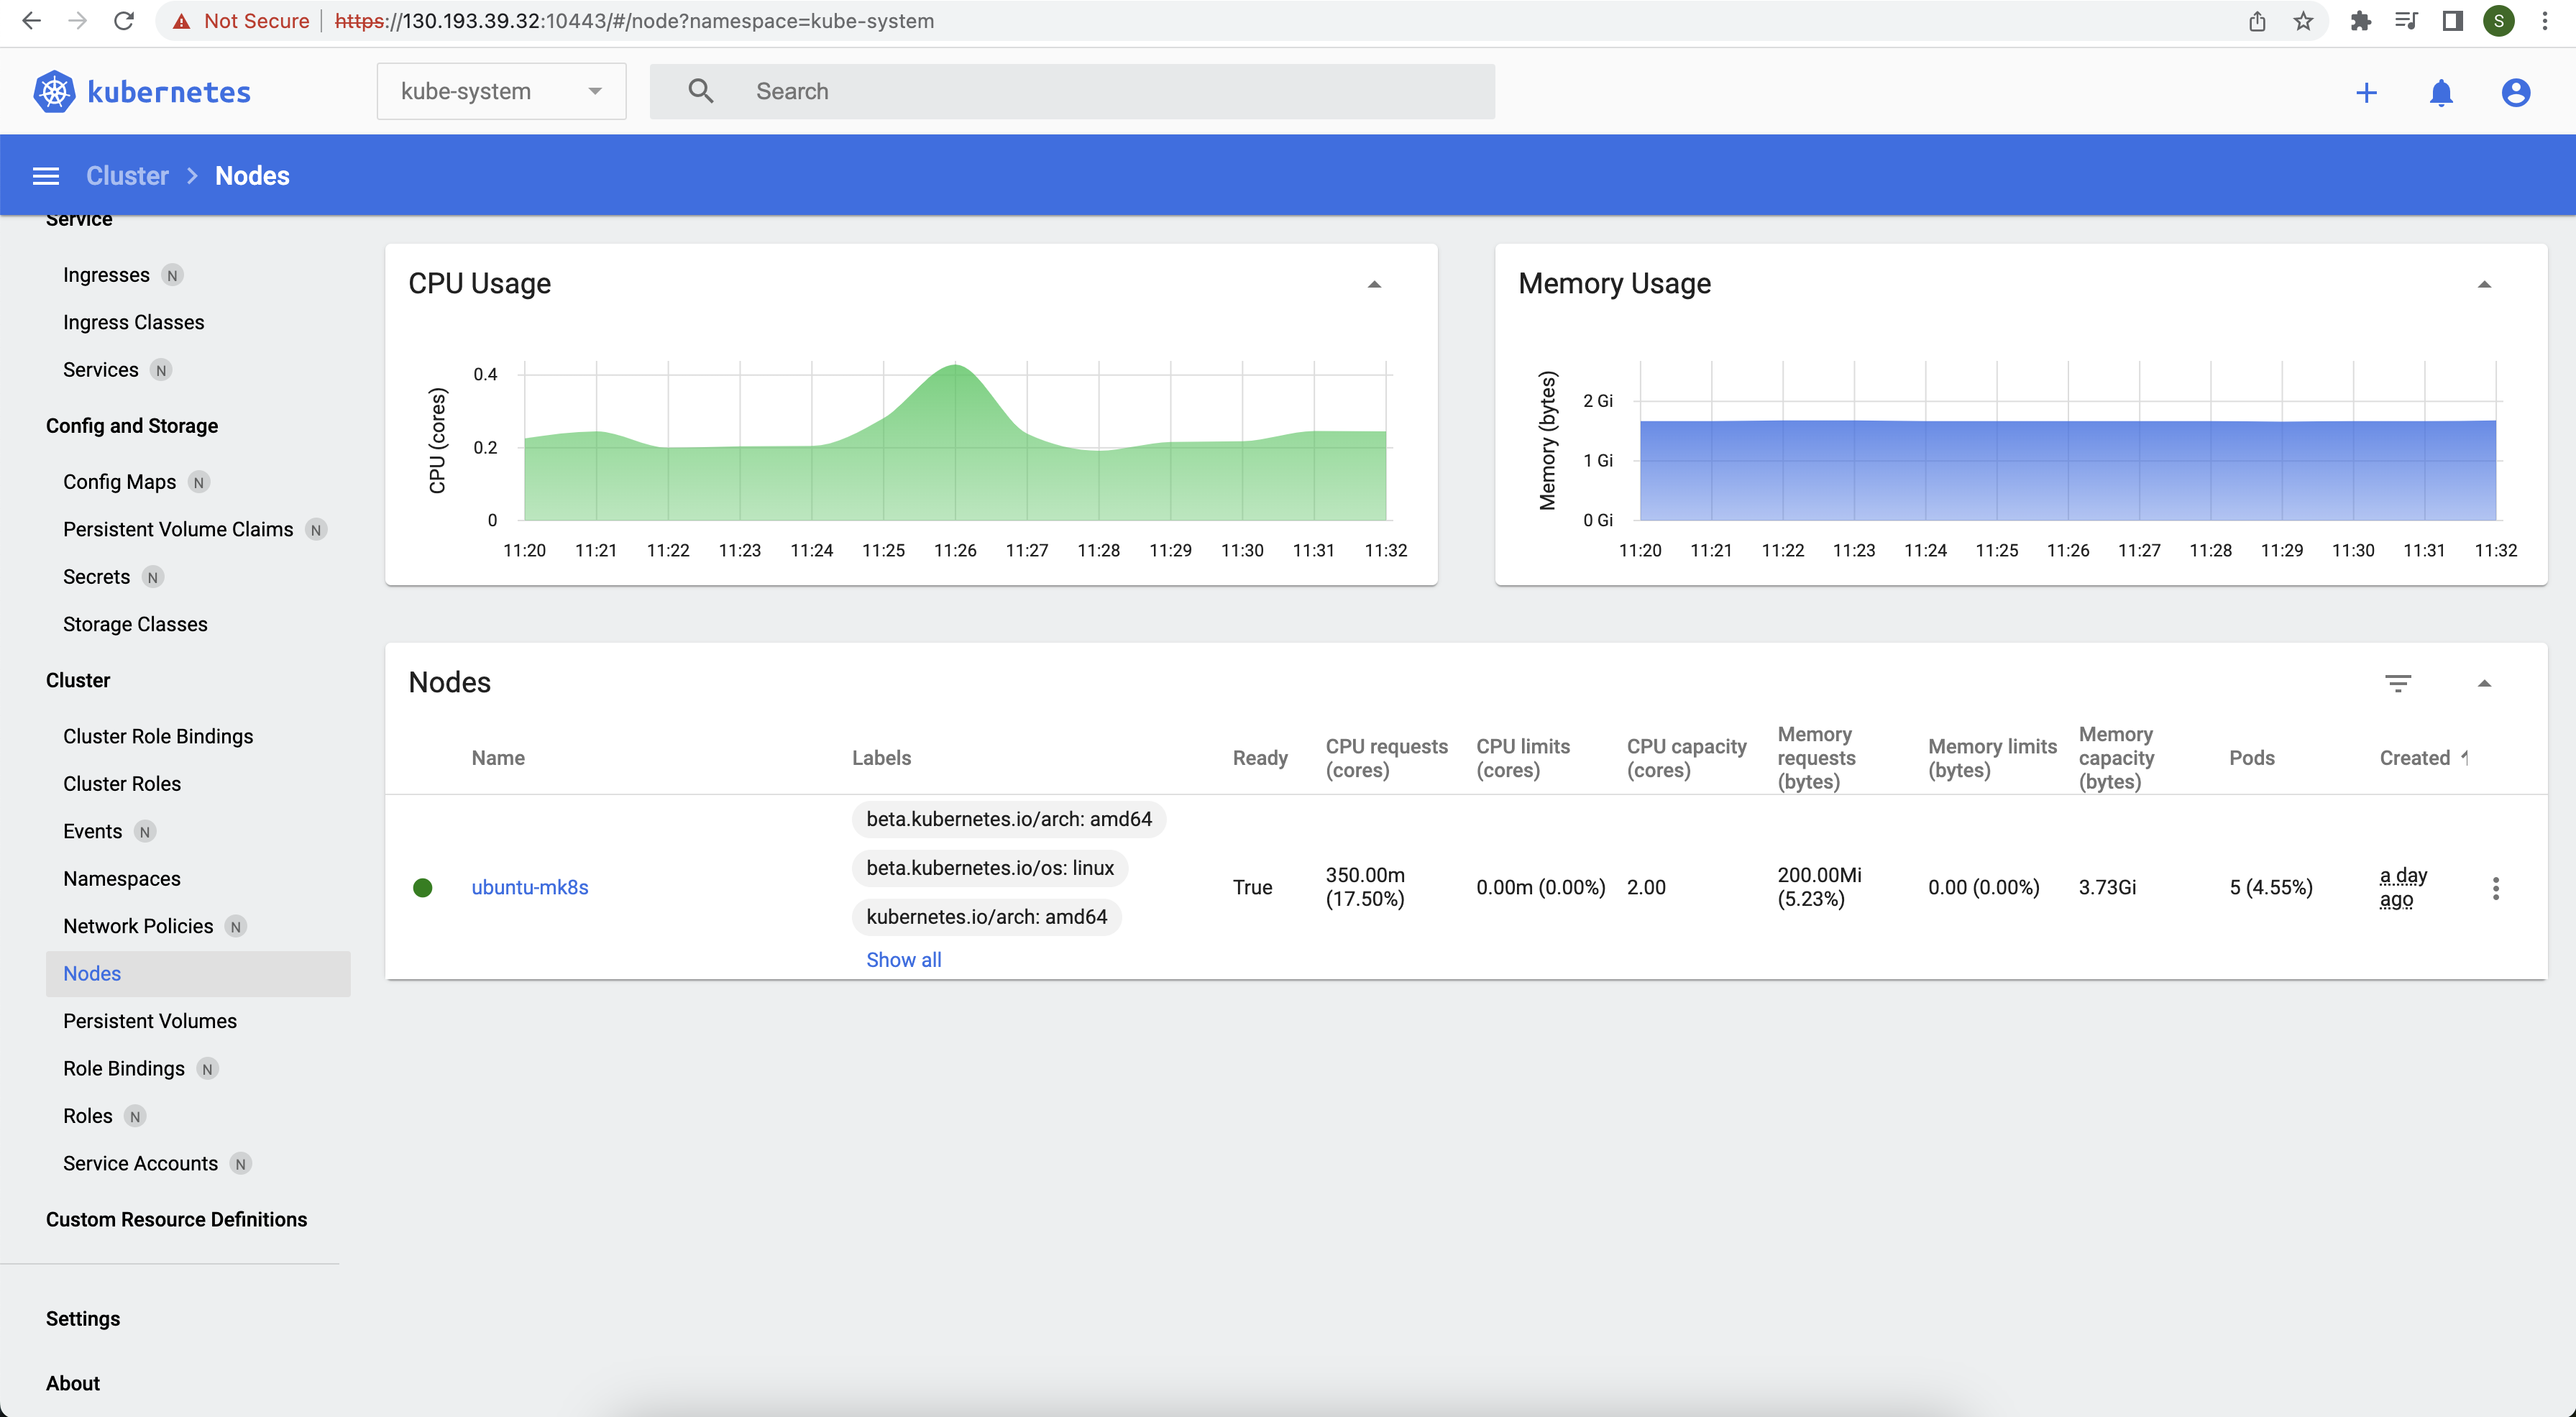 Not Secure
https://130.193.39.32:10443/#/node?namespace=kube-system
S
kubernetes
kube-system
Search
Cluster
Nodes
Service
Ingresses N
Ingress Classes
Services N
Config and Storage
Config Maps N
Persistent Volume Claims N
Secrets N
Storage Classes
Cluster
Cluster Role Bindings
Cluster Roles
Events N
Namespaces
Network Policies N
Nodes
Persistent Volumes
Role Bindings N
Roles N
Service Accounts N
Custom Resource Definitions
Settings
About
CPU Usage
CPU (cores)
0.4
0.2
0
11:20 11:21 11:22 11:23 11:24 11:25 11:26 11:27 11:28 11:29 11:30 11:31 11:32
Memory Usage
Memory (bytes)
2 Gi
1 Gi
0 Gi
11:20 11:21 11:22 11:23 11:24 11:25 11:26 11:27 11:28 11:29 11:30 11:31 11:32
Nodes
Name
Labels
Ready
CPU requests
(cores)
CPU limits
(cores)
CPU capacity
(cores)
Memory
requests
(bytes)
Memory limits
(bytes)
Memory
capacity
(bytes)
Pods
Created
ubuntu-mk8s
beta.kubernetes.io/arch: amd64
beta.kubernetes.io/os: linux
kubernetes.io/arch: amd64
Show all
True
350.00m
(17.50%)
0.00m (0.00%)
2.00
200.00Mi
(5.23%)
0.00 (0.00%)
3.73Gi
5 (4.55%)
a day
ago